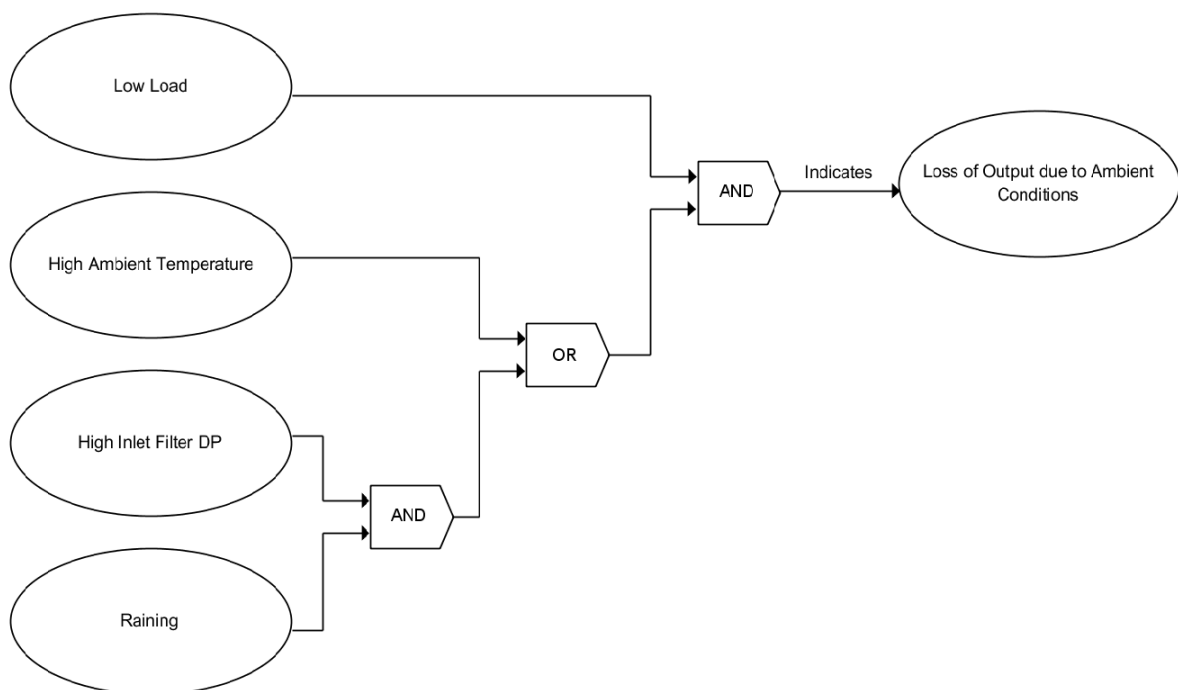 Low Load
AND
Indicates
Loss of Output due to Ambient
Conditions
High Ambient Temperature
OR
High Inlet Filter DP
AND
Raining